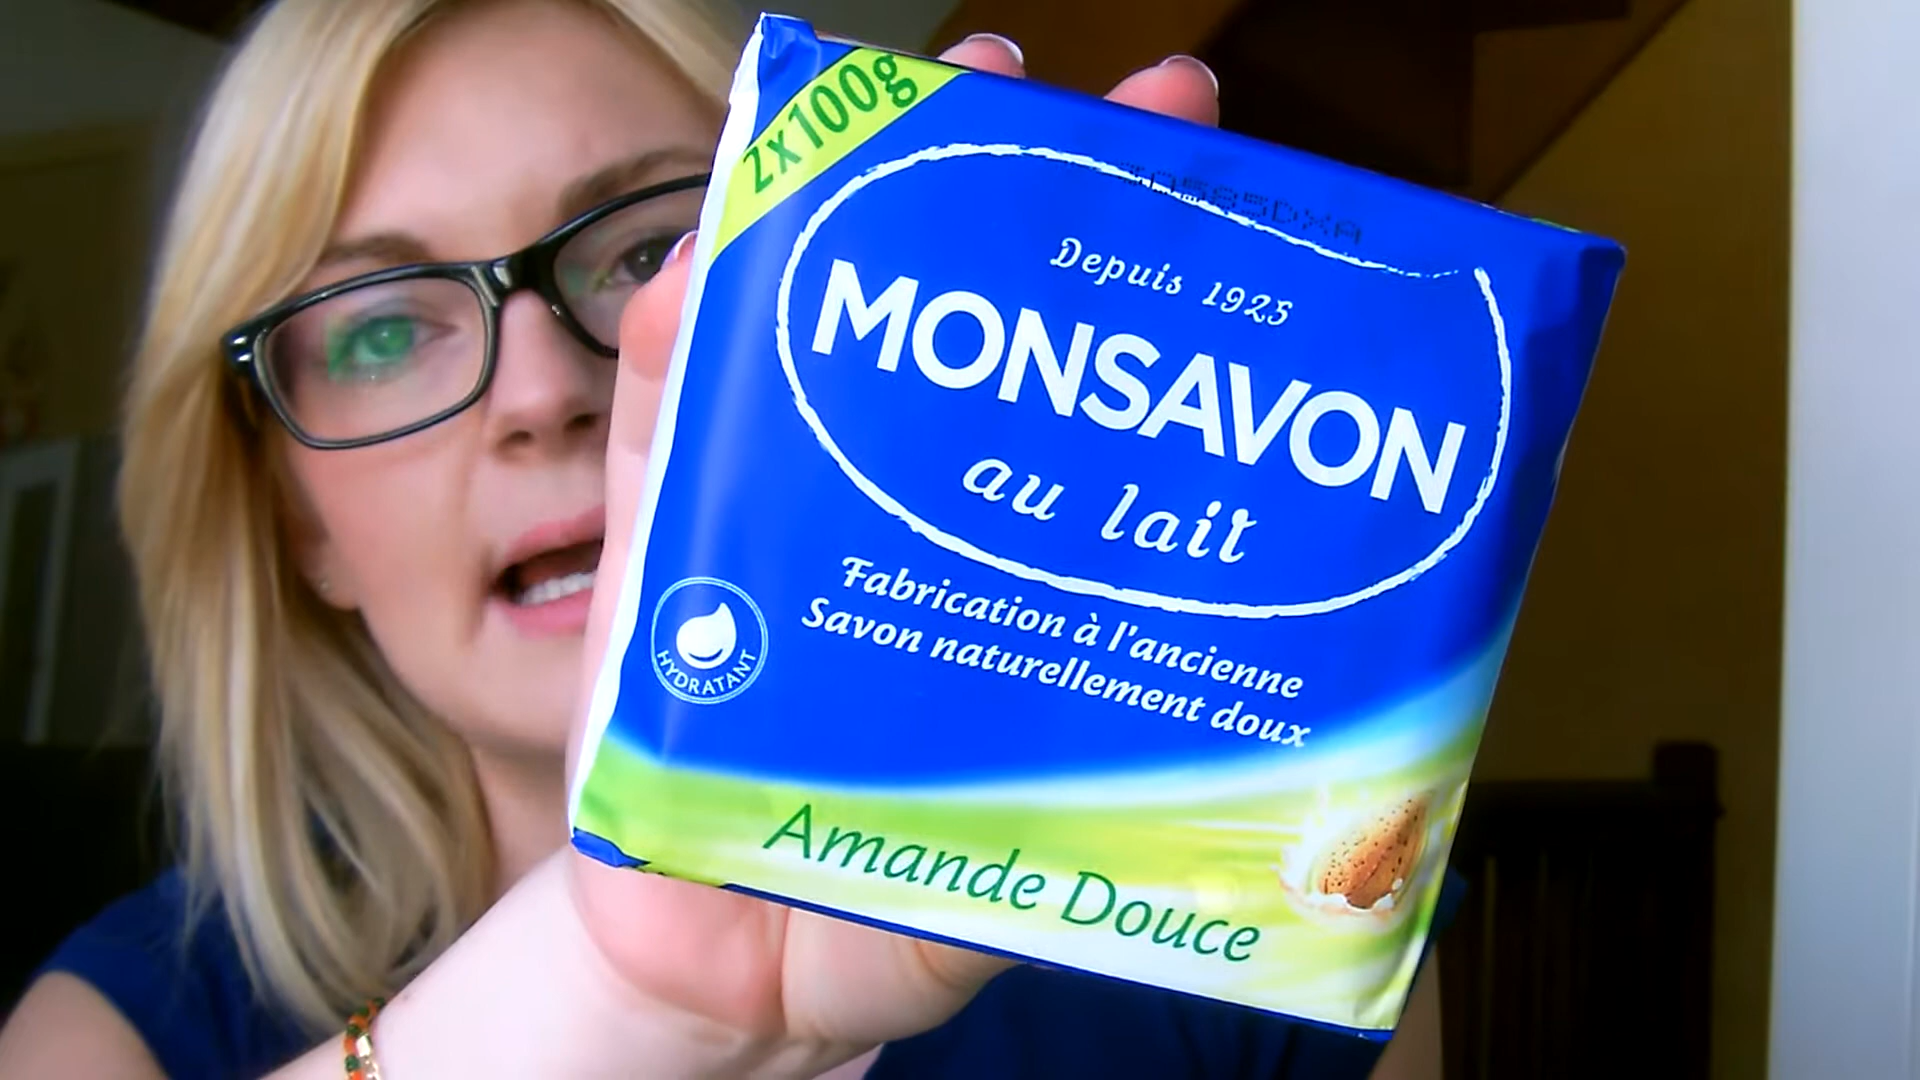 2x100g
Depuis 1925
MONSAVON
au lait
Fabrication à l'ancienne
Savon naturellement doux
HYDRATANT
Amande Douce